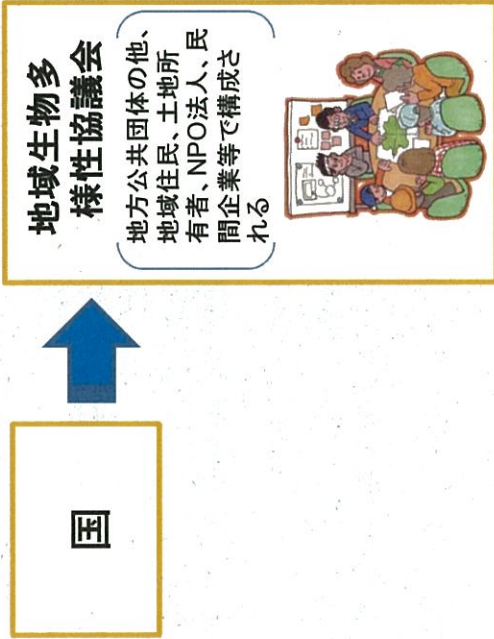 国
地域生物多
様性協議会
地方公共団体の他、
地域住民、土地所
有者、NPO法人、民
間企業等で構成さ
れる